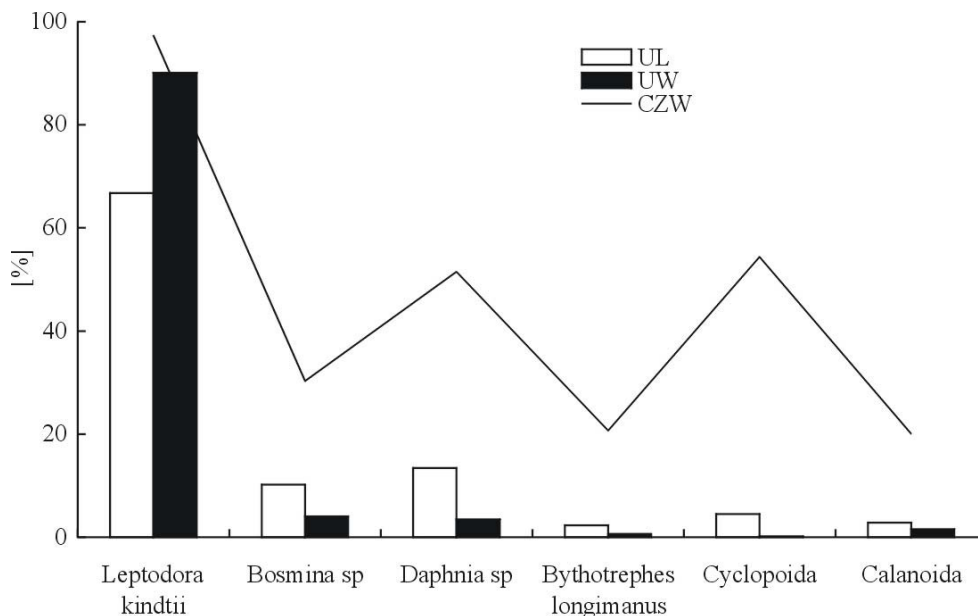 100
UL
UW
CZW
80
60
[%]
40
20
0
Leptodora Bosmina sp Daphnia sp Bythotrephes Cyclopoida Calanoida
kindtii longimanus